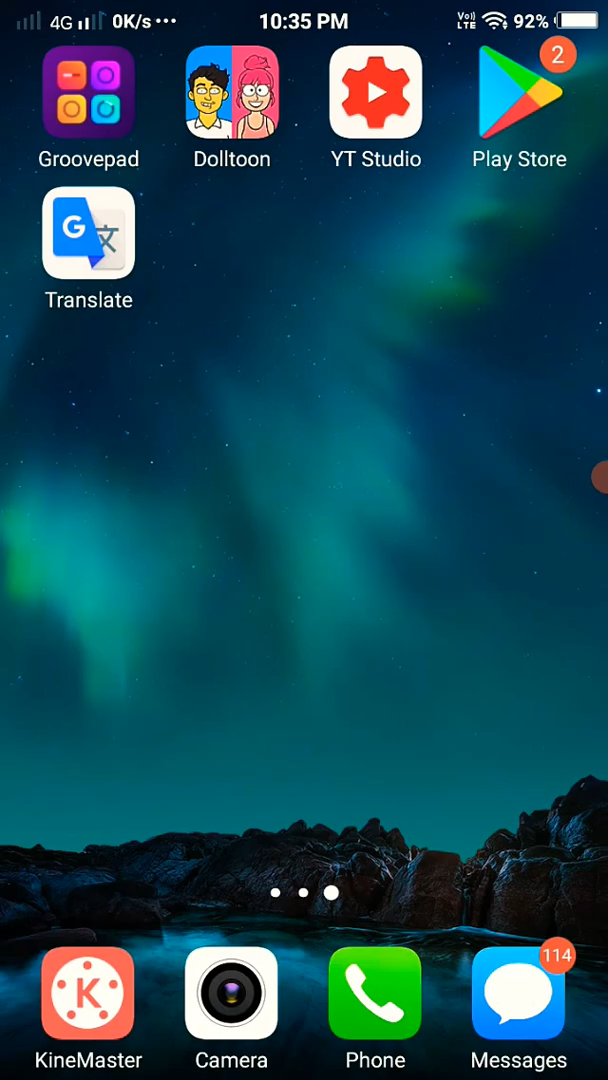 4G 0K/s ••• 10:35 PM Vo)) LTE 92%
2
Groovepad Dolltoon YT Studio Play Store
G 文
Translate
114
K
KineMaster Camera Phone Messages